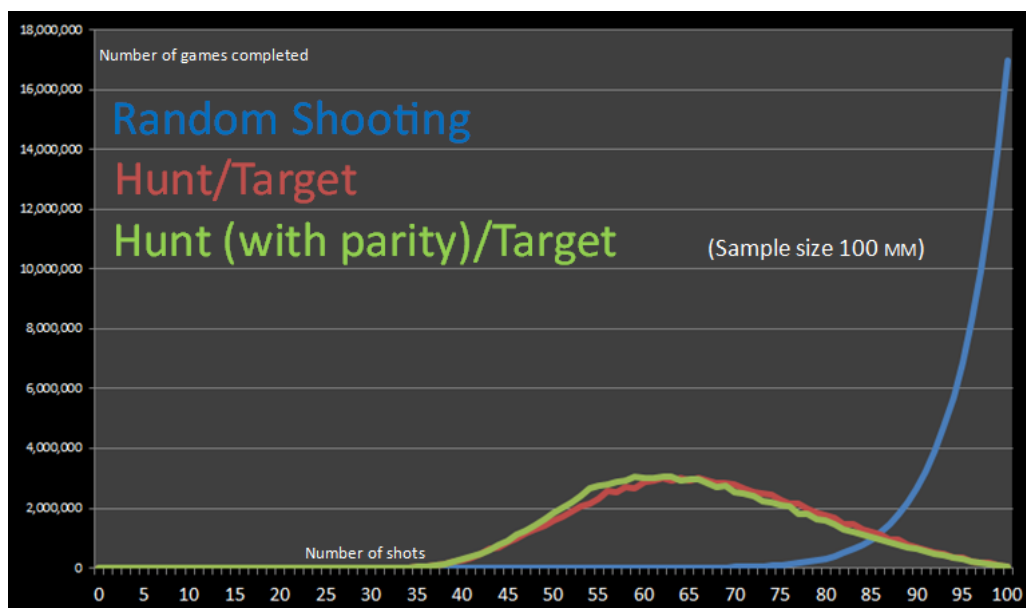 18,000,000
Number of games completed
16,000,000
Random Shooting
14,000,000
Hunt/Target
12,000,000
Hunt (with parity)/Target
(Sample size 100 MM)
10,000,000
8,000,000
6,000,000
4,000,000
2,000,000
Number of shots
0
0 5 10 15 20 25 30 35 40 45 50 55 60 65 70 75 80 85 90 95 100